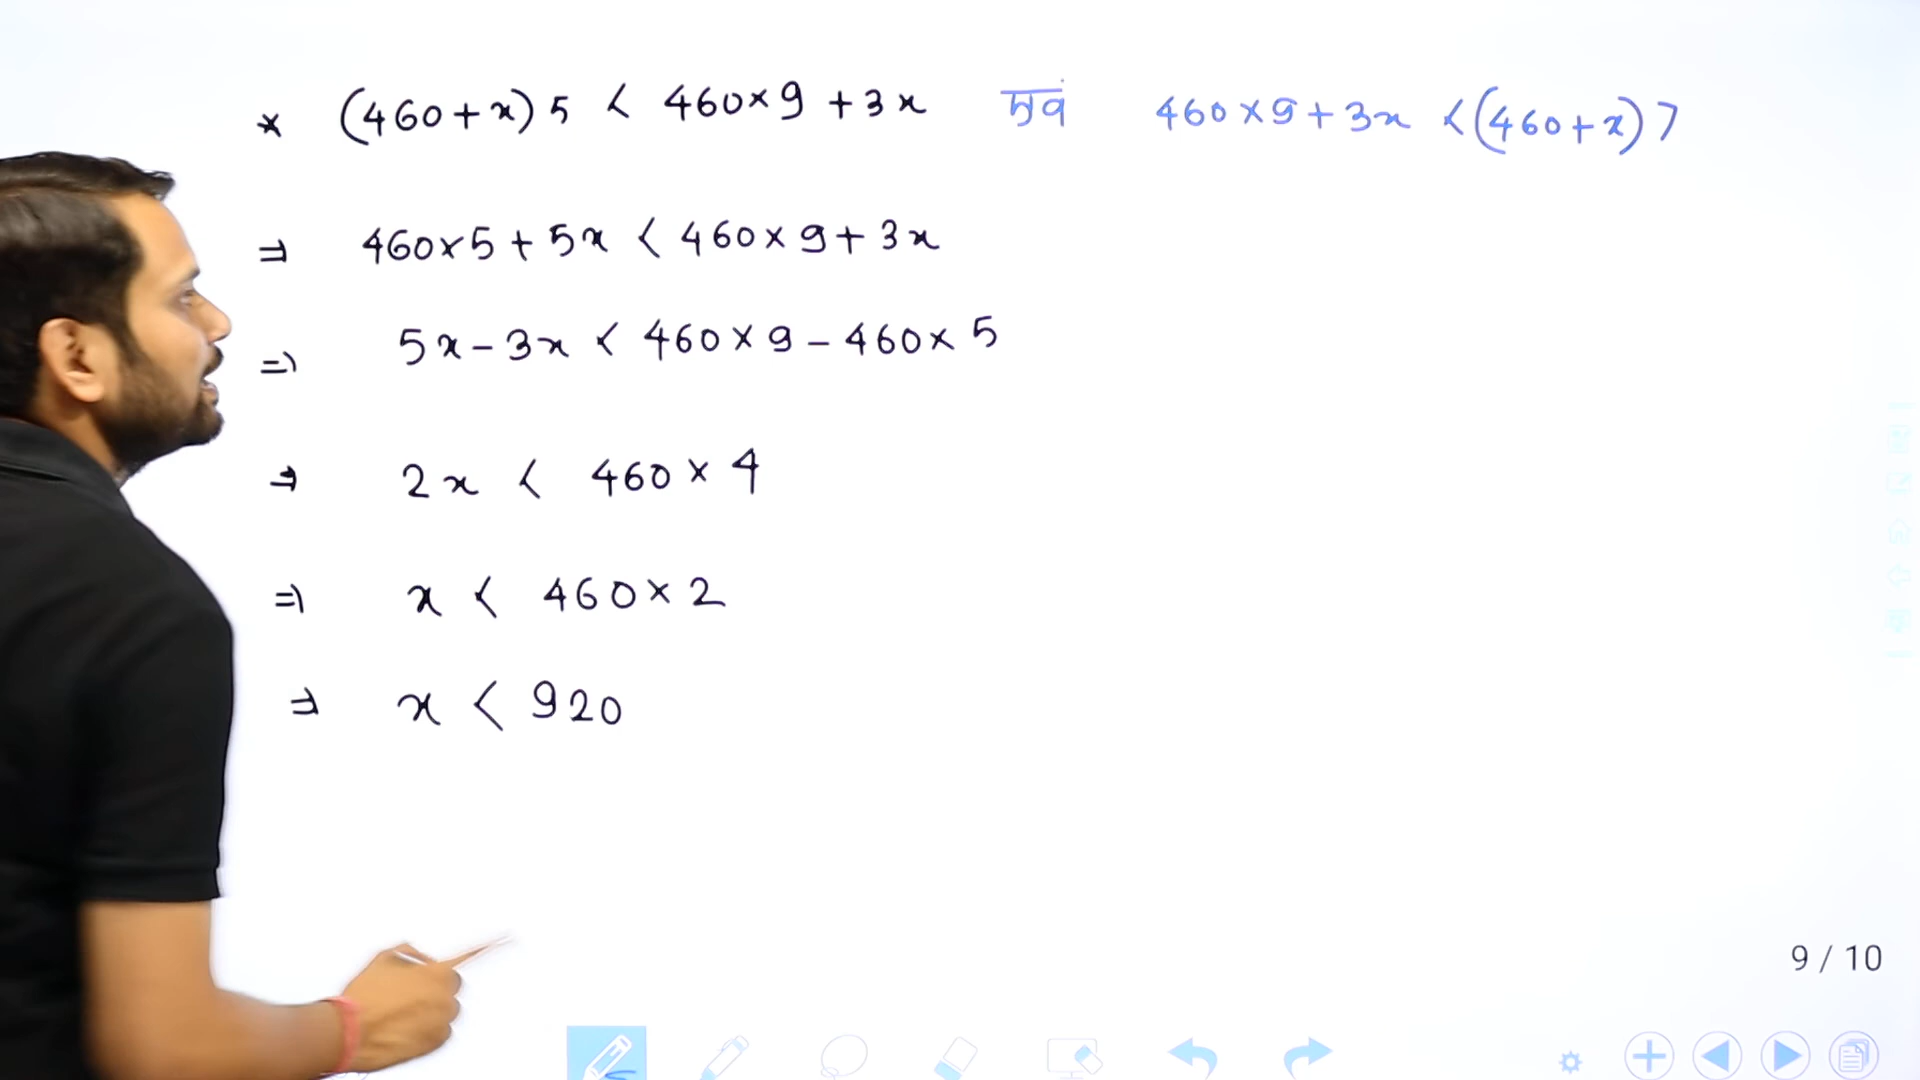 * (460+x) 5 < 460×9 +3x एवं 460×9+3x <(460+x)7
⇒ 460×5+5x < 460×9+3x
⇒ 5x-3x < 460×9-460×5
⇒ 2x < 460×4
⇒ x < 460×2
⇒ x < 920
9 / 10